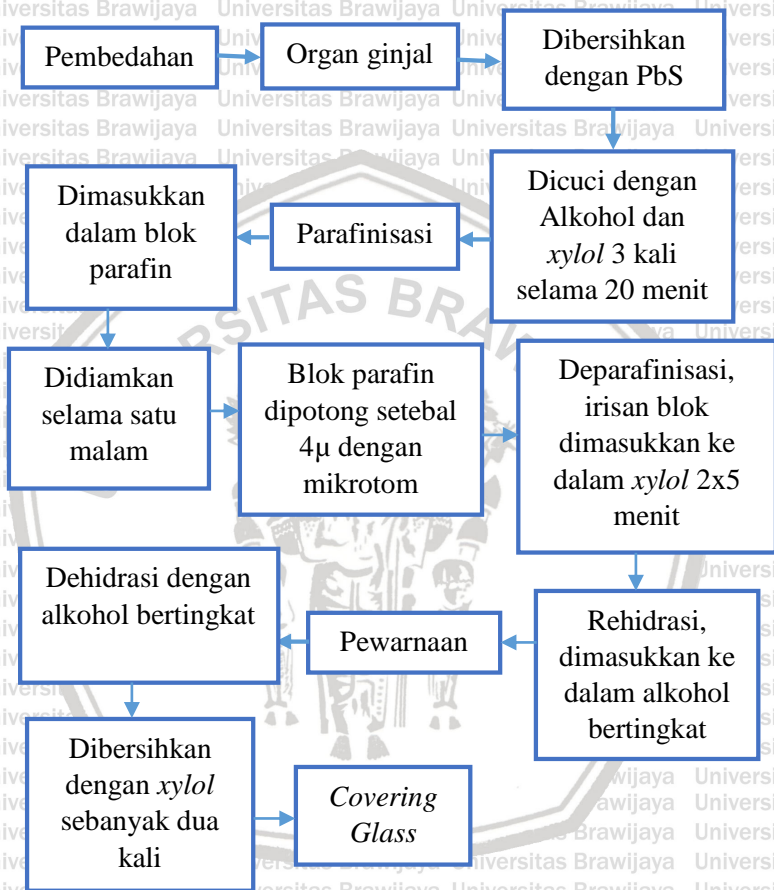 Pembedahan
Organ ginjal
Dibersihkan
dengan PbS
Dicuci dengan
Alkohol dan
xylol 3 kali
selama 20 menit
Parafinisasi
Dimasukkan
dalam blok
parafin
Didiamkan
selama satu
malam
Blok parafin
dipotong setebal
4µ dengan
mikrotom
Deparafinisasi,
irisan blok
dimasukkan ke
dalam xylol 2x5
menit
Rehidrasi,
dimasukkan ke
dalam alkohol
bertingkat
Pewarnaan
Dehidrasi dengan
alkohol bertingkat
Dibersihkan
dengan xylol
sebanyak dua
kali
Covering
Glass